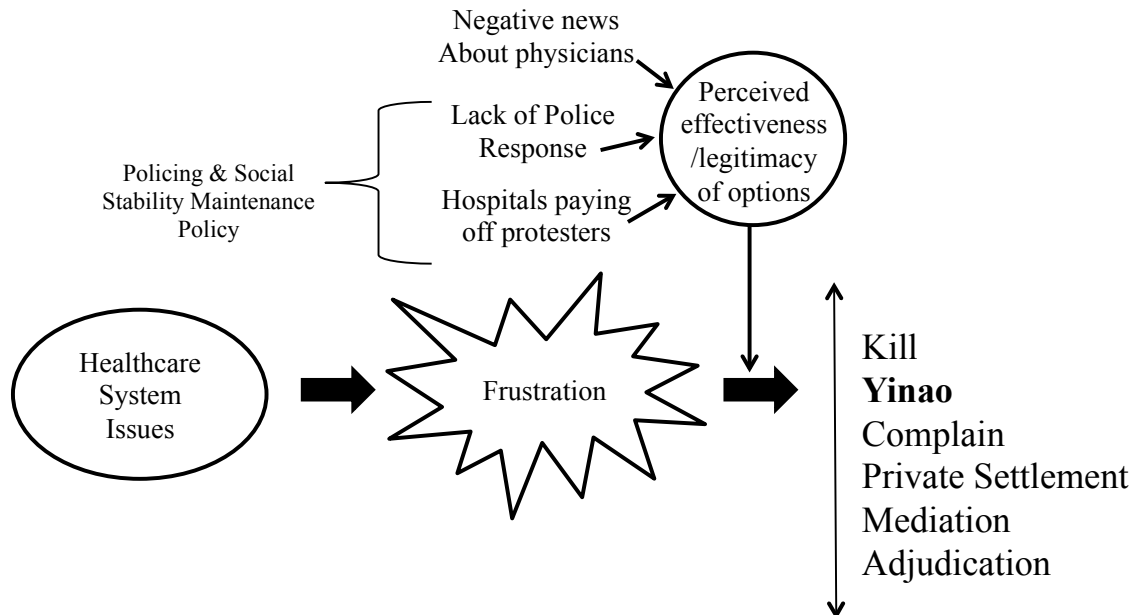 Negative news
About physicians
Lack of Police
Response
Hospitals paying
off protesters
Policing & Social
Stability Maintenance
Policy
Perceived
effectiveness
/legitimacy
of options
Healthcare
System
Issues
Frustration
Kill
Yinao
Complain
Private Settlement
Mediation
Adjudication